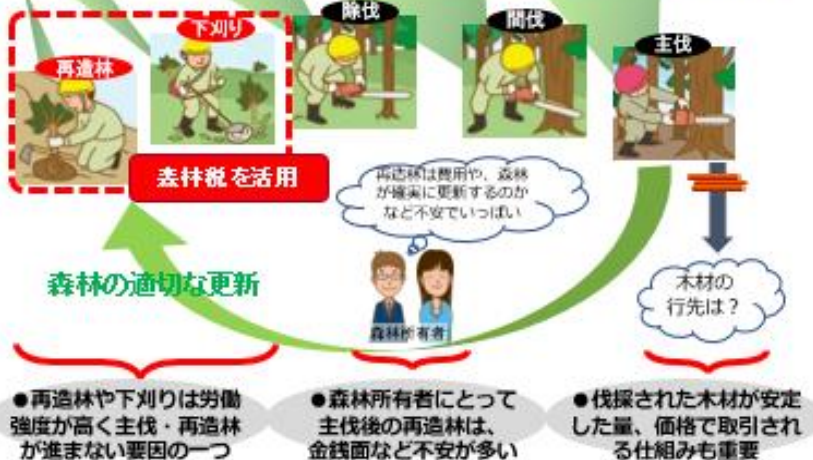 再造林
下刈り
除伐
間伐
主伐
森林税を活用
再造林は費用や、森林
が確実に更新するのか
など不安でいっぱい
森林の適切な更新
森林所有者
木材の
行先は？
●再造林や下刈りは労働
強度が高く主伐・再造林
が進まない要因の一つ
●森林所有者にとって
主伐後の再造林は、
金銭面など不安が多い
●伐採された木材が安定
した量、価格で取引され
る仕組みも重要